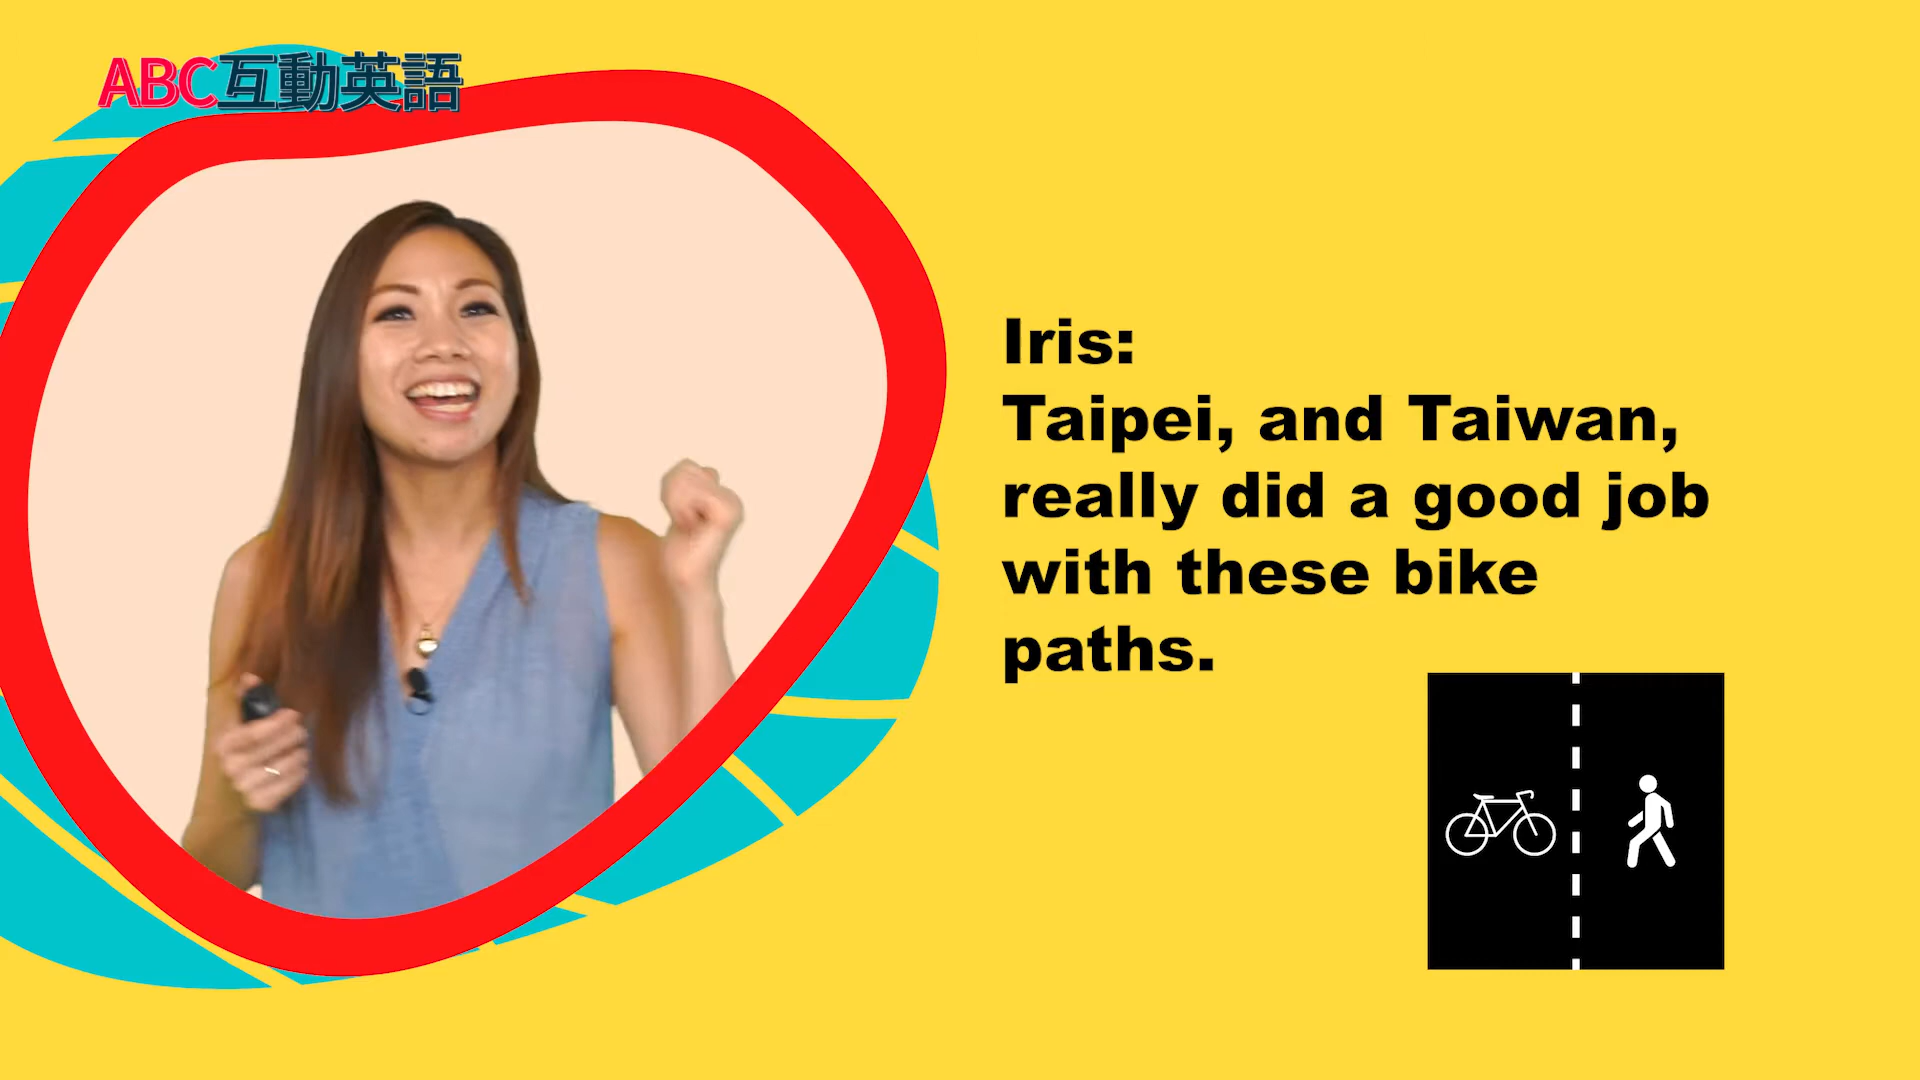 ABC互動英語
Iris:
Taipei, and Taiwan,
really did a good job
with these bike
paths.